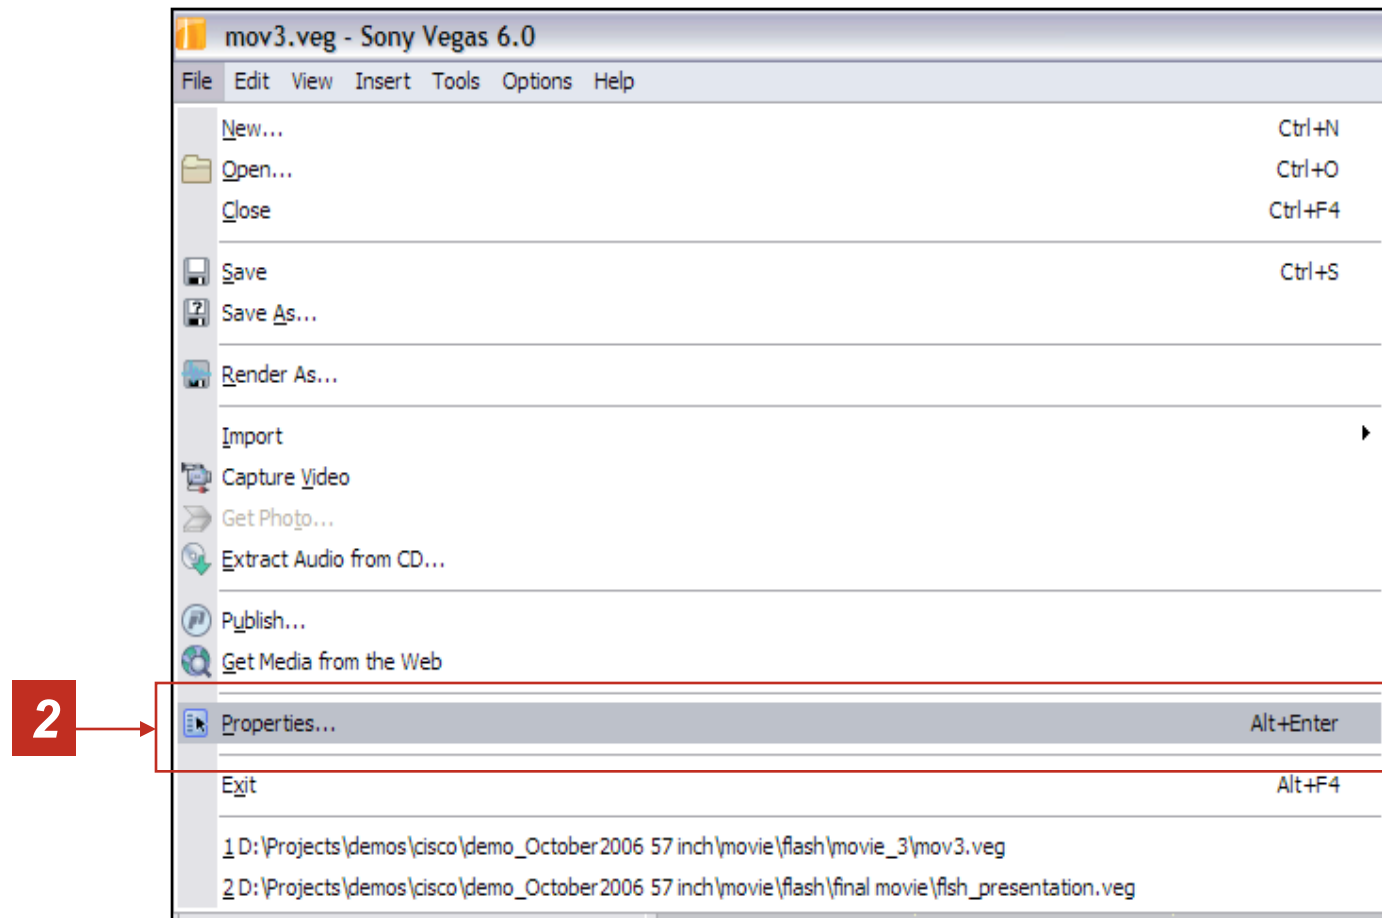 mov3.veg - Sony Vegas 6.0
File Edit View Insert Tools Options Help
New... Ctrl+N
Open... Ctrl+O
Close Ctrl+F4
Save Ctrl+S
Save As...
Render As...
Import
Capture Video
Get Photo...
Extract Audio from CD...
Publish...
Get Media from the Web
2
Properties... Alt+Enter
Exit Alt+F4
1 D:\Projects\demos\cisco\demo_October2006 57 inch\movie\flash\movie_3\mov3.veg
2 D:\Projects\demos\cisco\demo_October2006 57 inch\movie\flash\final movie\flsh_presentation.veg